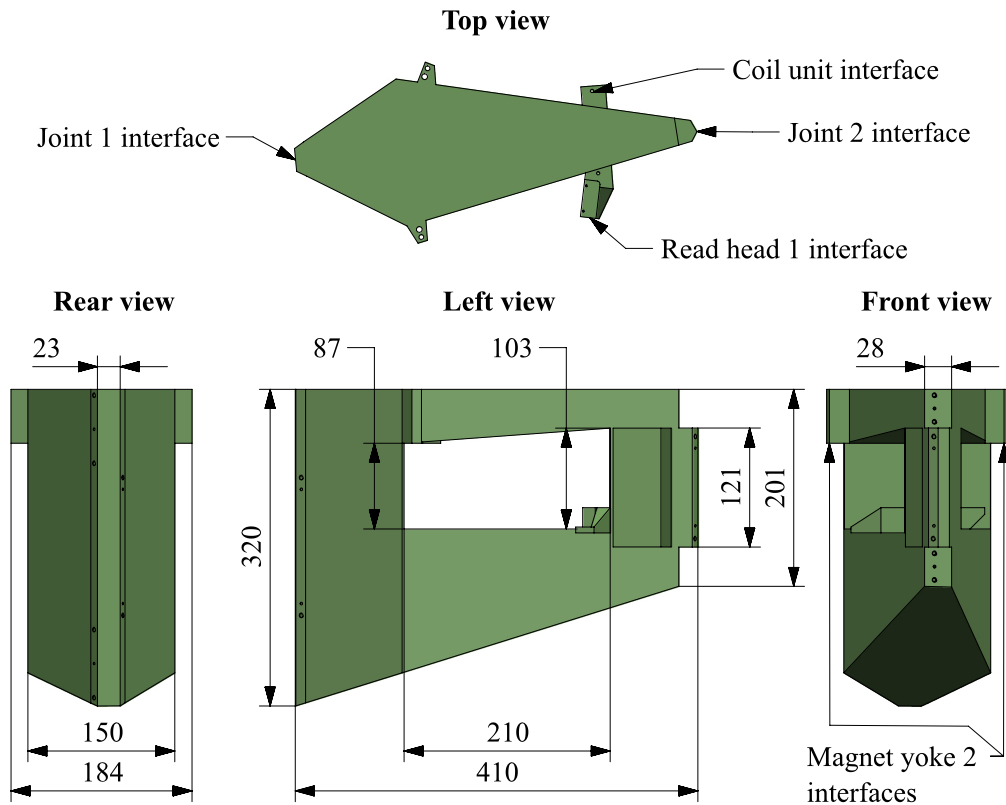 Top view
Coil unit interface
Joint 1 interface
Joint 2 interface
Read head 1 interface
Rear view
Left view
Front view
23
87
103
28
320
121
201
150
184
210
410
Magnet yoke 2
interfaces